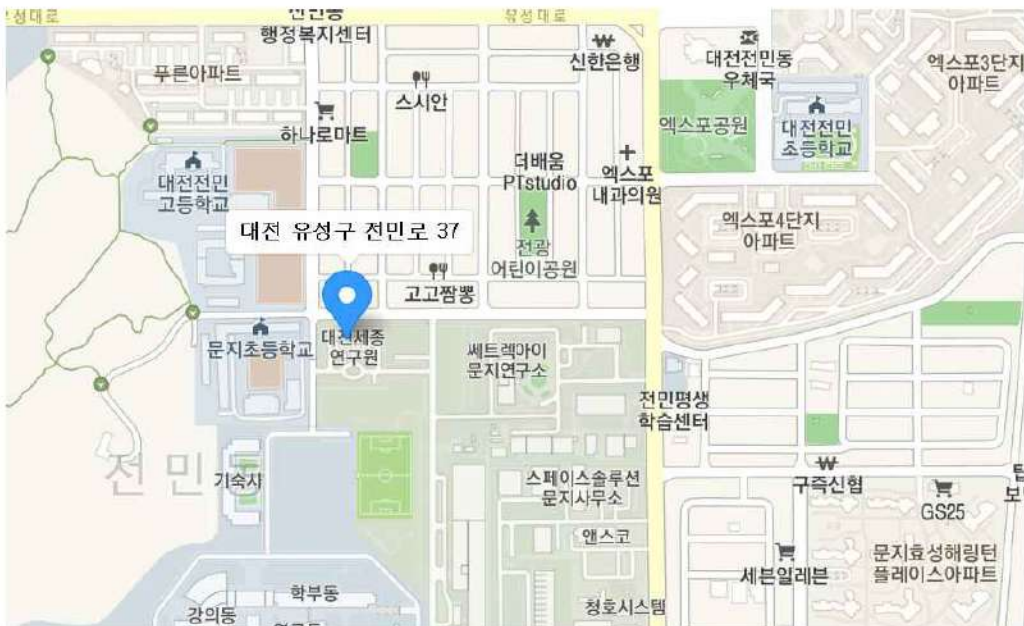 유성대로
유성대로
전민동
행정복지센터
신한은행
대전전민동
우체국
엑스포3단지
아파트
푸른아파트
스시안
하나로마트
엑스포공원
대전전민
초등학교
더배움
PTstudio
엑스포
내과의원
대전전민
고등학교
엑스포4단지
아파트
대전 유성구 전민로 37
전광
어린이공원
고고짬뽕
문지초등학교
대전세종
연구원
쎄트렉아이
문지연구소
전민평생
학습센터
전민동
기숙사
스페이스솔루션
문지사무소
구즉신협
GS25
앤스코
세븐일레븐
문지효성해링턴
플레이스아파트
학부동
강의동
청호시스템